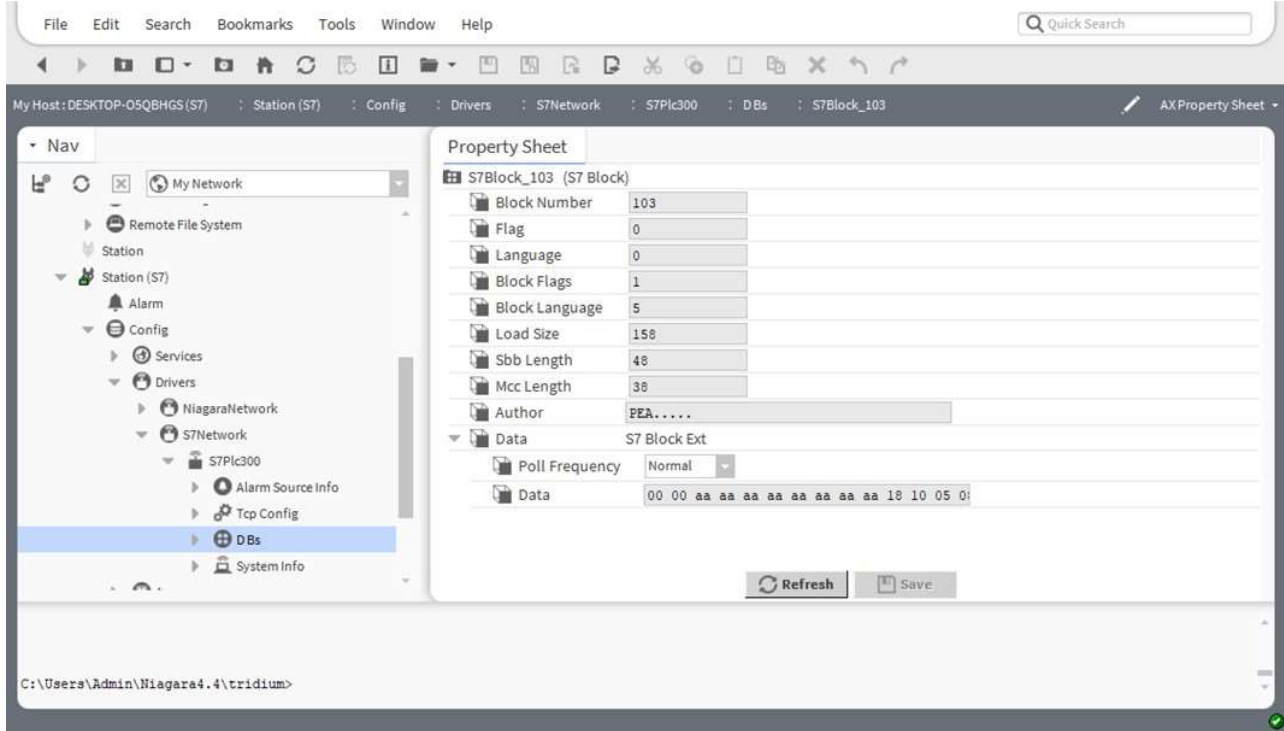 File Edit Search Bookmarks Tools Window Help
Quick Search
My Host : DESKTOP-O5QBHGS (S7) : Station (S7) : Config : Drivers : S7Network : S7Plc300 : DBs : S7Block_103
AX Property Sheet
Nav
My Network
Remote File System
Station
Station (S7)
Alarm
Config
Services
Drivers
NiagaraNetwork
S7Network
S7Plc300
Alarm Source Info
Tcp Config
DBs
System Info
Property Sheet
S7Block_103 (S7 Block)
Block Number 103
Flag 0
Language 0
Block Flags 1
Block Language 5
Load Size 158
Sbb Length 48
Mcc Length 38
Author PEA.....
Data S7 Block Ext
Poll Frequency Normal
Data 00 00 aa aa aa aa aa aa aa aa 18 10 05
Refresh Save
C:\Users\Admin\Niagara4.4\tridium>